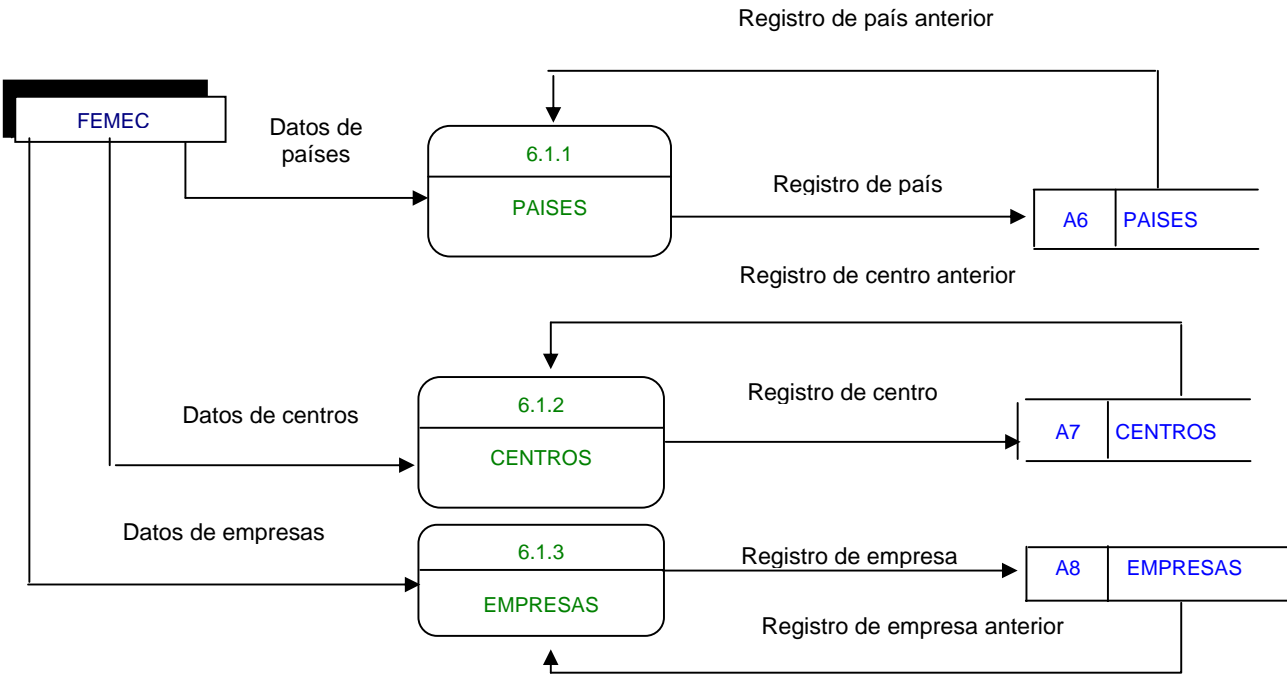 Registro de país anterior
FEMEC
Datos de
países
6.1.1
PAISES
Registro de país
A6 PAISES
Registro de centro anterior
Datos de centros
6.1.2
CENTROS
Registro de centro
A7 CENTROS
Datos de empresas
6.1.3
EMPRESAS
Registro de empresa
A8 EMPRESAS
Registro de empresa anterior